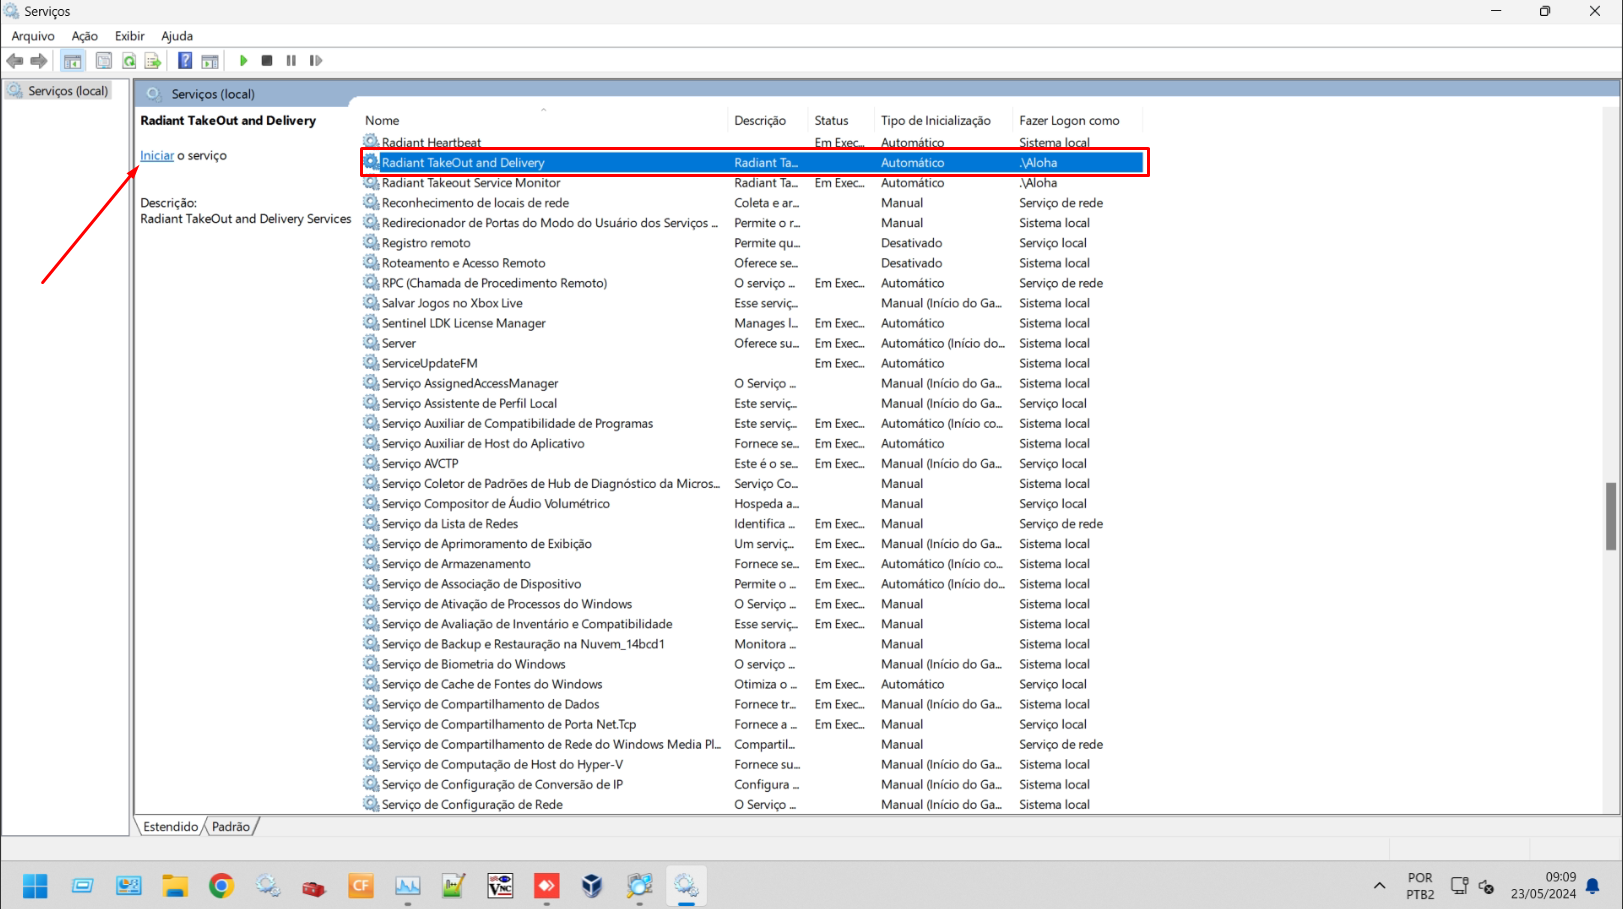 Serviços
Arquivo Ação Exibir Ajuda
Serviços (local)
Serviços (local)
Radiant TakeOut and Delivery
Iniciar o serviço
Descrição:
Radiant TakeOut and Delivery Services
Nome Descrição Status Tipo de Inicialização Fazer Logon como
Radiant Heartbeat Em Exec... Automático Sistema local
Radiant TakeOut and Delivery Radiant Ta... Automático .\Aloha
Radiant Takeout Service Monitor Radiant Ta... Em Exec... Automático .\Aloha
Reconhecimento de locais de rede Coleta e ar... Manual Serviço de rede
Redirecionador de Portas do Modo do Usuário dos Serviços ... Permite o r... Manual Sistema local
Registro remoto Permite qu... Desativado Serviço local
Roteamento e Acesso Remoto Oferece se... Desativado Sistema local
RPC (Chamada de Procedimento Remoto) O serviço ... Em Exec... Automático Serviço de rede
Salvar Jogos no Xbox Live Esse serviç... Manual (Início do Ga... Sistema local
Sentinel LDK License Manager Manages l... Em Exec... Automático Sistema local
Server Oferece su... Em Exec... Automático (Início do... Sistema local
ServiceUpdateFM Em Exec... Automático Sistema local
Serviço AssignedAccessManager O Serviço ... Manual (Início do Ga... Sistema local
Serviço Assistente de Perfil Local Este serviç... Manual (Início do Ga... Serviço local
Serviço Auxiliar de Compatibilidade de Programas Este serviç... Em Exec... Automático (Início co... Sistema local
Serviço Auxiliar de Host do Aplicativo Fornece se... Em Exec... Automático Sistema local
Serviço AVCTP Este é o se... Em Exec... Manual (Início do Ga... Serviço local
Serviço Coletor de Padrões de Hub de Diagnóstico da Micros... Serviço Co... Manual Sistema local
Serviço Compositor de Áudio Volumétrico Hospeda a... Manual Serviço local
Serviço da Lista de Redes Identifica ... Em Exec... Manual Serviço de rede
Serviço de Aprimoramento de Exibição Um serviç... Em Exec... Manual (Início do Ga... Sistema local
Serviço de Armazenamento Fornece se... Em Exec... Automático (Início co... Sistema local
Serviço de Associação de Dispositivo Permite o ... Em Exec... Automático (Início do... Sistema local
Serviço de Ativação de Processos do Windows O Serviço ... Em Exec... Manual Sistema local
Serviço de Avaliação de Inventário e Compatibilidade Esse serviç... Em Exec... Manual Sistema local
Serviço de Backup e Restauração na Nuvem_14bcd1 Monitora ... Manual Sistema local
Serviço de Biometria do Windows O serviço ... Manual (Início do Ga... Sistema local
Serviço de Cache de Fontes do Windows Otimiza o ... Em Exec... Automático Serviço local
Serviço de Compartilhamento de Dados Fornece tr... Em Exec... Manual (Início do Ga... Sistema local
Serviço de Compartilhamento de Porta Net.Tcp Fornece a ... Em Exec... Manual Serviço local
Serviço de Compartilhamento de Rede do Windows Media Pl... Compartil... Manual Serviço de rede
Serviço de Computação de Host do Hyper-V Fornece su... Manual (Início do Ga... Sistema local
Serviço de Configuração de Conversão de IP Configura ... Manual (Início do Ga... Sistema local
Serviço de Configuração de Rede O Serviço ... Manual (Início do Ga... Sistema local
Estendido Padrão
CF
VNC
POR
PTB2
09:09
23/05/2024